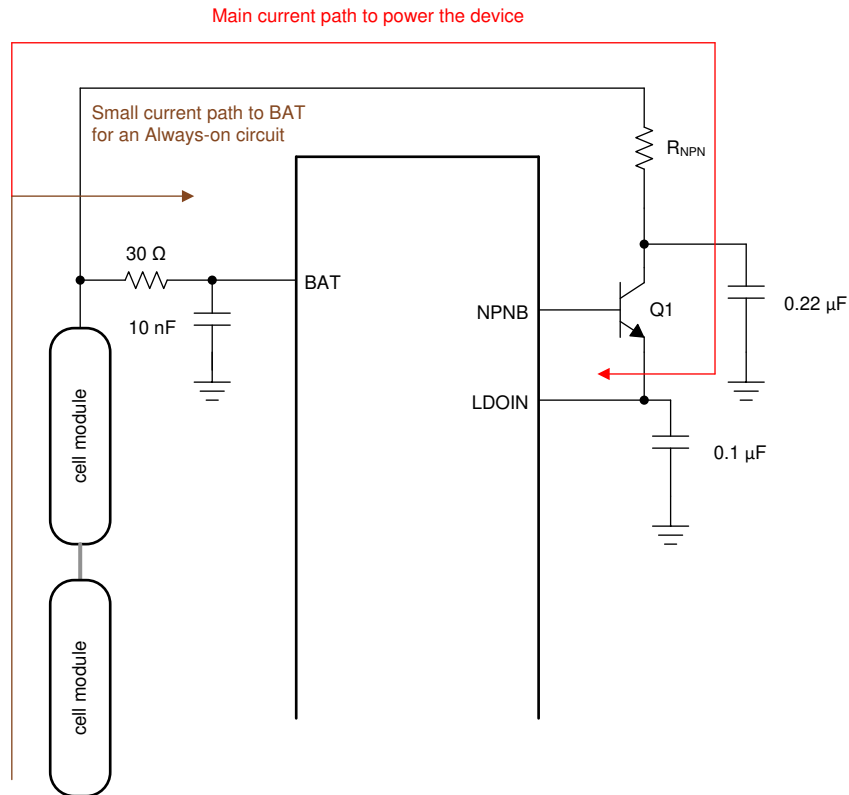 Main current path to power the device
Small current path to BAT
for an Always-on circuit
RNPN
30 Ω
BAT
10 nF
NPNB
Q1
0.22 µF
LDOIN
0.1 µF
cell module
cell module